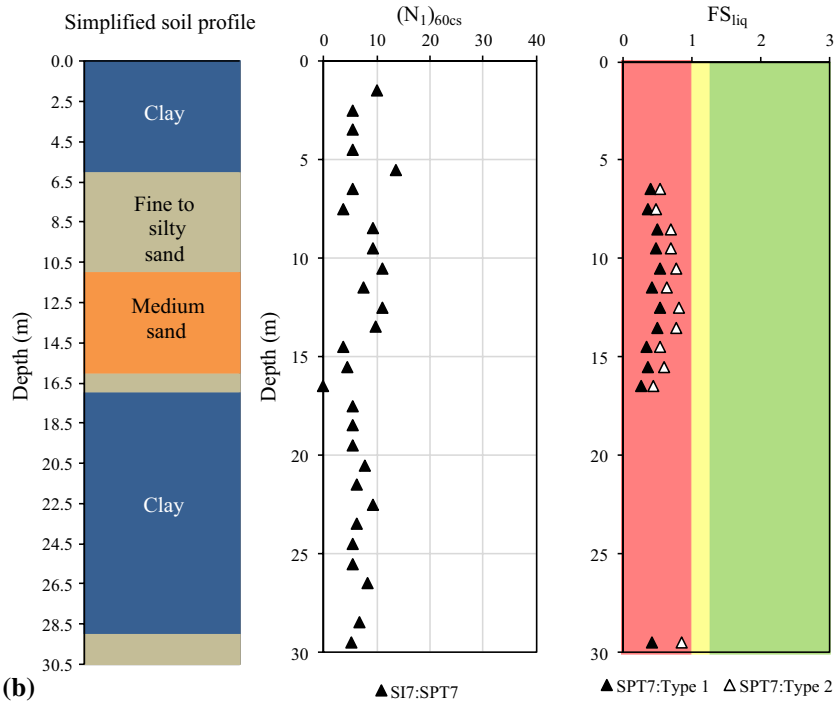 Simplified soil profile
Depth (m)
0.0
2.5
4.5
6.5
8.5
10.5
12.5
14.5
16.5
18.5
20.5
22.5
24.5
26.5
28.5
30.5
Clay
Fine to
silty
sand
Medium
sand
Clay
(N1)60cs
0 10 20 30 40
Depth (m)
0.0
5
10
15
20
25
30
SI7:SPT7
FSliq
0 1 2 3
0.0
5
10
15
20
25
30
SPT7:Type 1 SPT7:Type 2
(b)